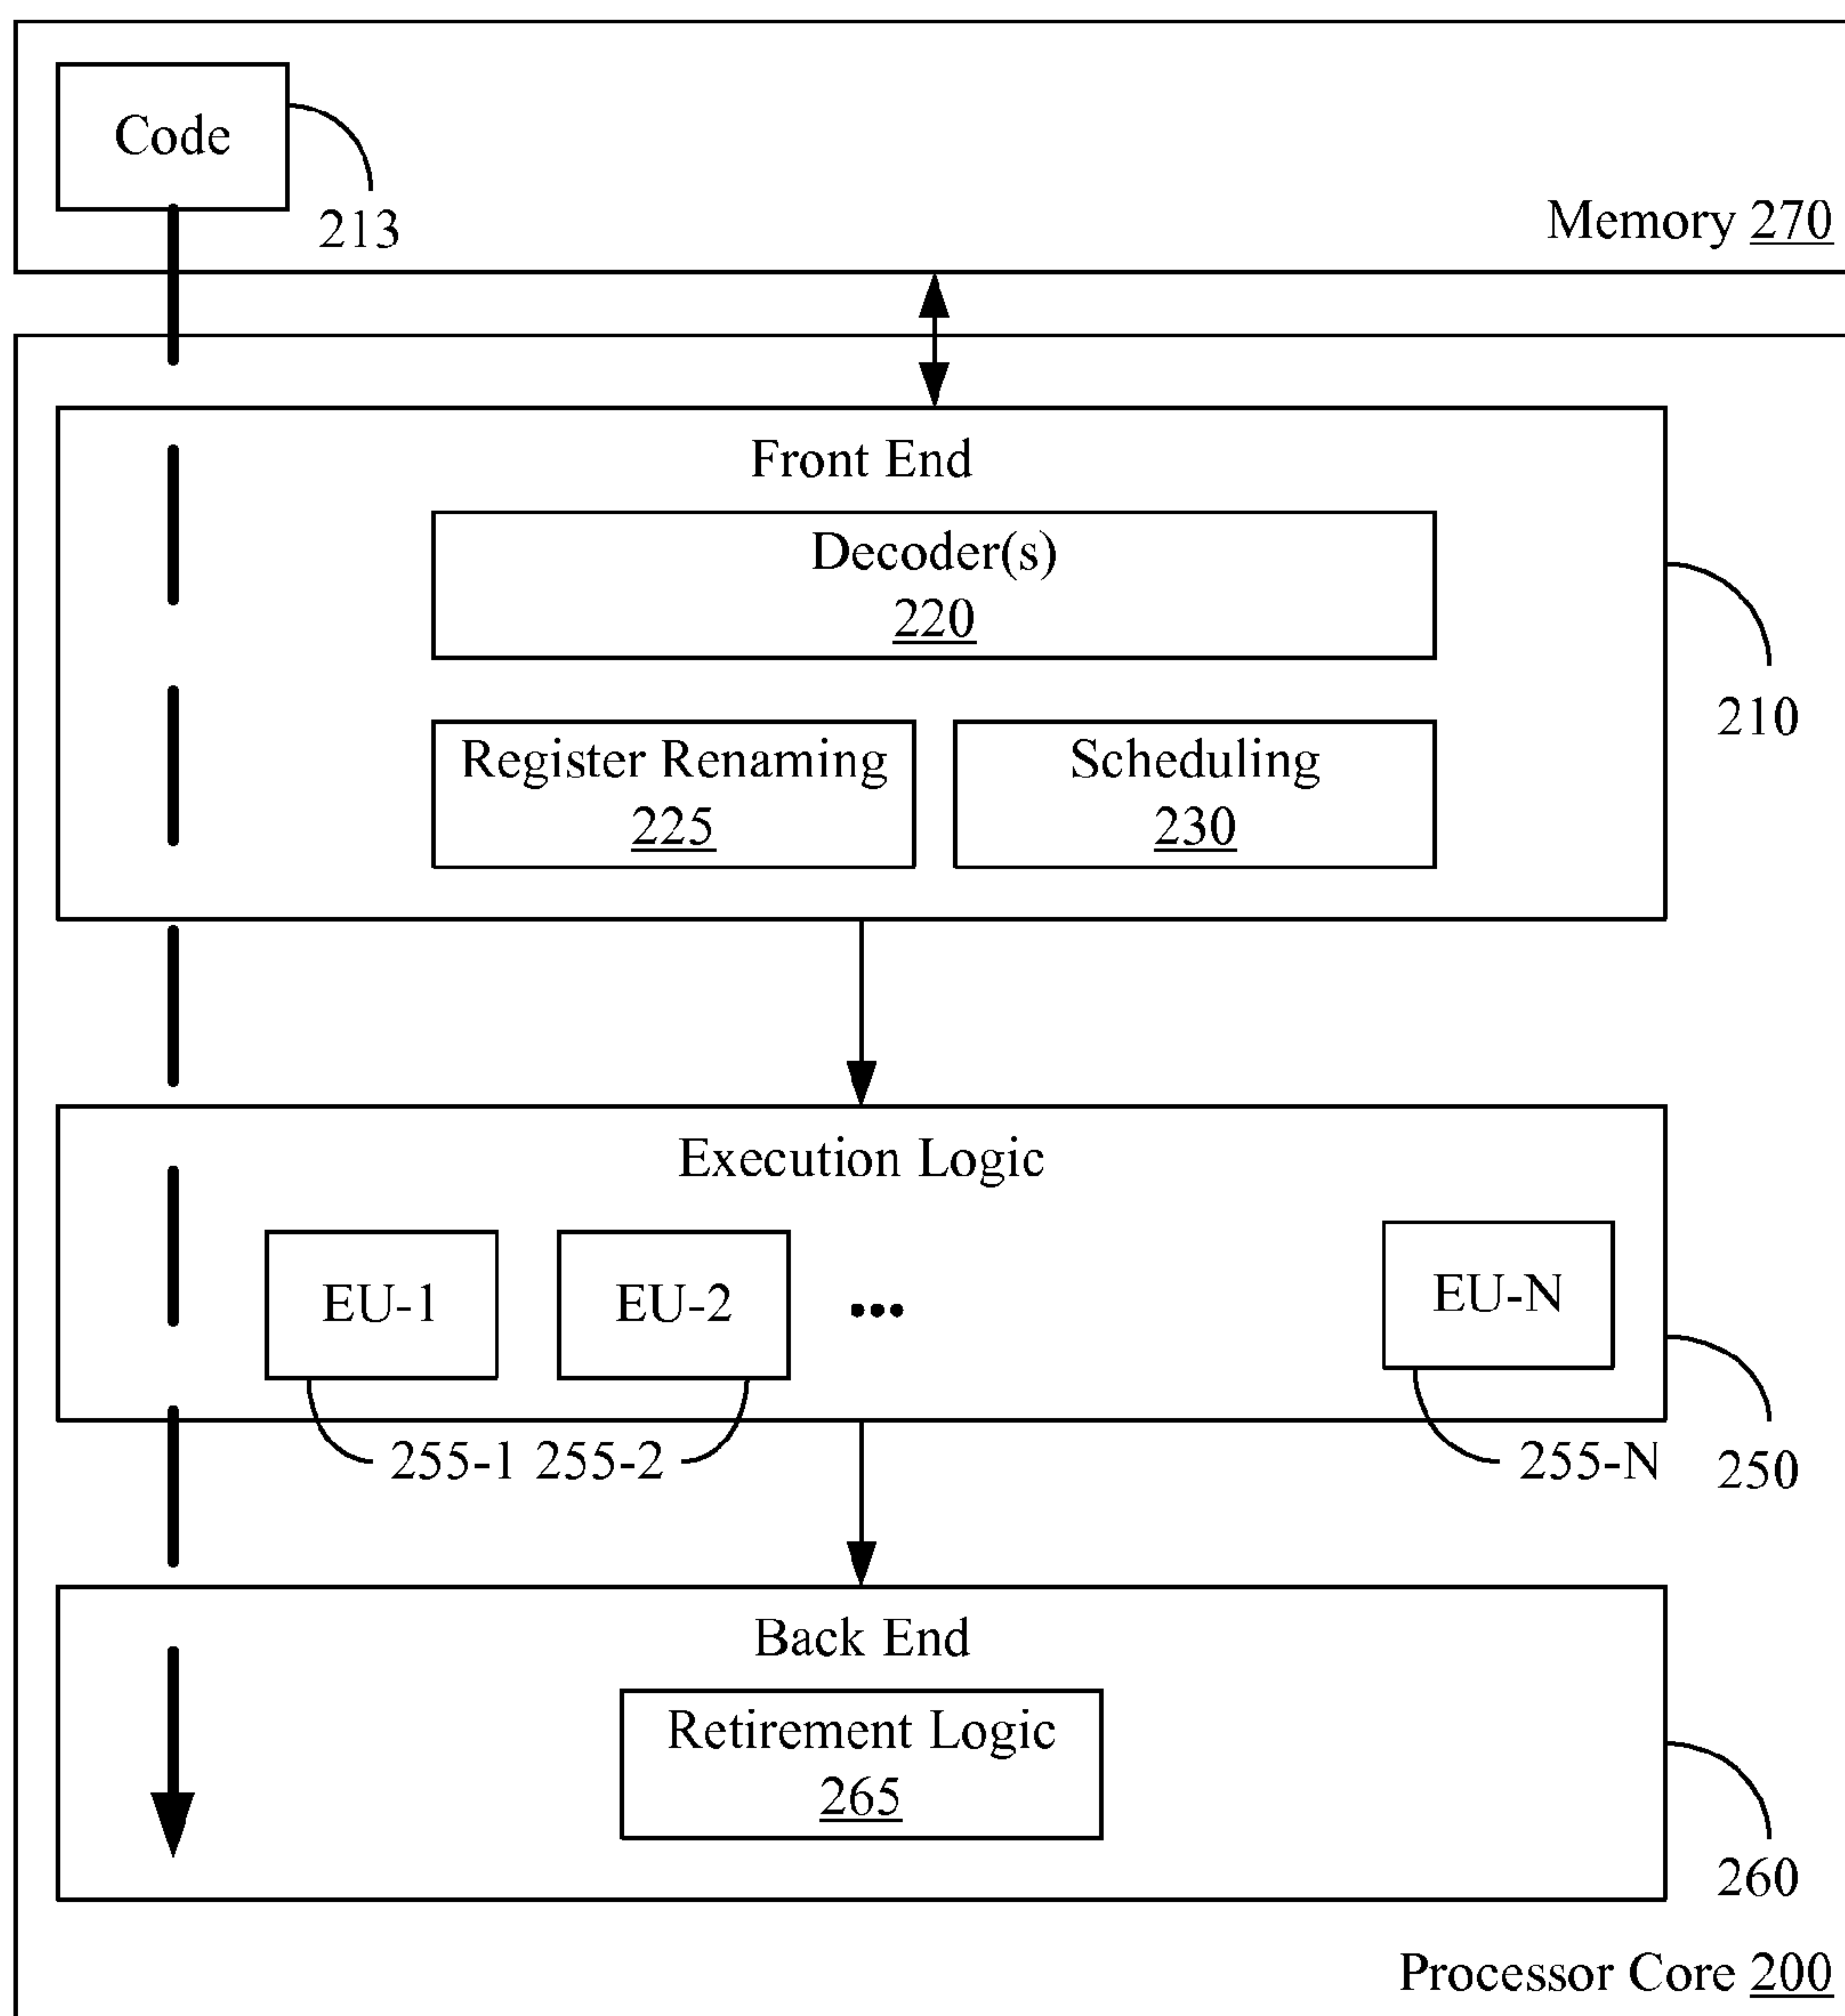 Code
213
Memory 270
Front End
Decoder(s)
220
210
Register Renaming
225
Scheduling
230
Execution Logic
EU-1
EU-2
...
EU-N
255-1 255-2
255-N
250
Back End
Retirement Logic
265
260
Processor Core 200